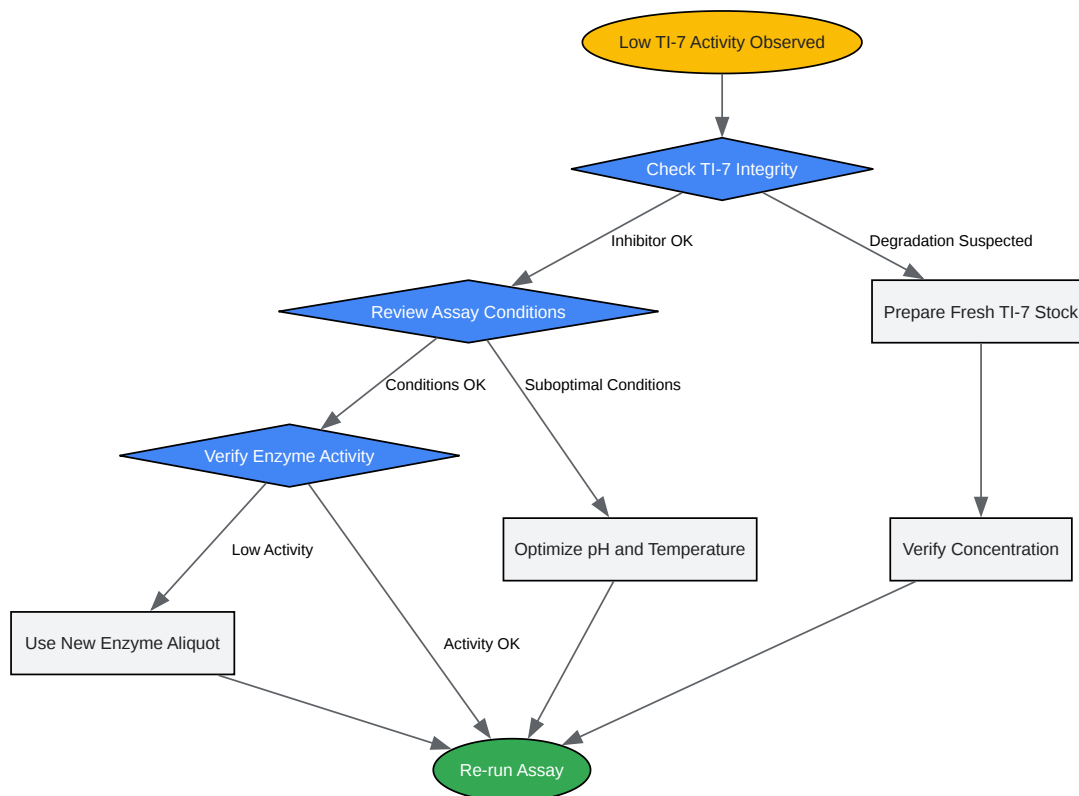 Low TI-7 Activity Observed
Check TI-7 Integrity
Inhibitor OK
Degradation Suspected
Review Assay Conditions
Prepare Fresh TI-7 Stock
Conditions OK
Suboptimal Conditions
Verify Enzyme Activity
Low Activity
Optimize pH and Temperature
Verify Concentration
Use New Enzyme Aliquot
Activity OK
Re-run Assay